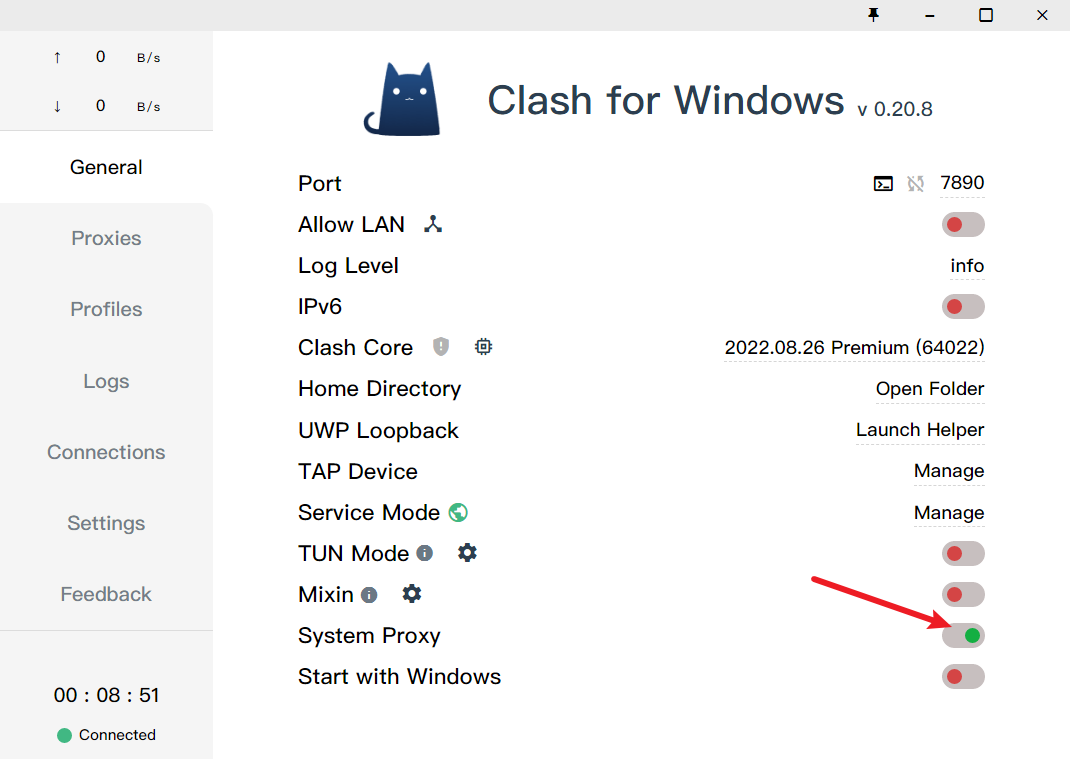 ↑ 0 B/s
↓ 0 B/s
General
Proxies
Profiles
Logs
Connections
Settings
Feedback
00 : 08 : 51
Connected
Clash for Windows v 0.20.8
Port 7890
Allow LAN
Log Level info
IPv6
Clash Core 2022.08.26 Premium (64022)
Home Directory Open Folder
UWP Loopback Launch Helper
TAP Device Manage
Service Mode Manage
TUN Mode
Mixin
System Proxy
Start with Windows